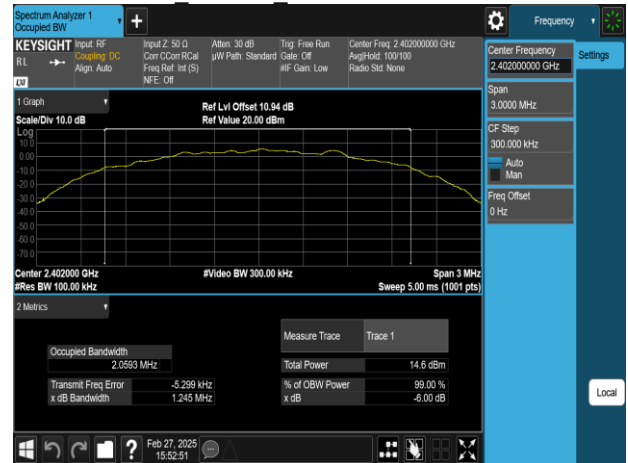 Spectrum Analyzer 1
Occupied BW
Frequency
KEYSIGHT
RL
LXI
Input: RF
Coupling: DC
Align: Auto
Input Z: 50 Ω
Corr CCorr RCal
Freq Ref: Int (S)
NFE: Off
Atten: 30 dB
µW Path: Standard
Trig: Free Run
Gate: Off
#IF Gain: Low
Center Freq: 2.402000000 GHz
Avg|Hold: 100/100
Radio Std: None
Center Frequency
2.402000000 GHz
Settings
Span
3.0000 MHz
CF Step
300.000 kHz
Auto
Man
Freq Offset
0 Hz
1 Graph
Scale/Div 10.0 dB
Ref Lvl Offset 10.94 dB
Ref Value 20.00 dBm
Log
10.0
0.00
-10.0
-20.0
-30.0
-40.0
-50.0
-60.0
-70.0
Center 2.402000 GHz
#Video BW 300.00 kHz
Span 3 MHz
#Res BW 100.00 kHz
Sweep 5.00 ms (1001 pts)
2 Metrics
Measure Trace
Trace 1
Occupied Bandwidth
2.0593 MHz
Total Power
14.6 dBm
Transmit Freq Error
-5.299 kHz
% of OBW Power
99.00 %
x dB Bandwidth
1.245 MHz
x dB
-6.00 dB
Local
?
Feb 27, 2025
15:52:51